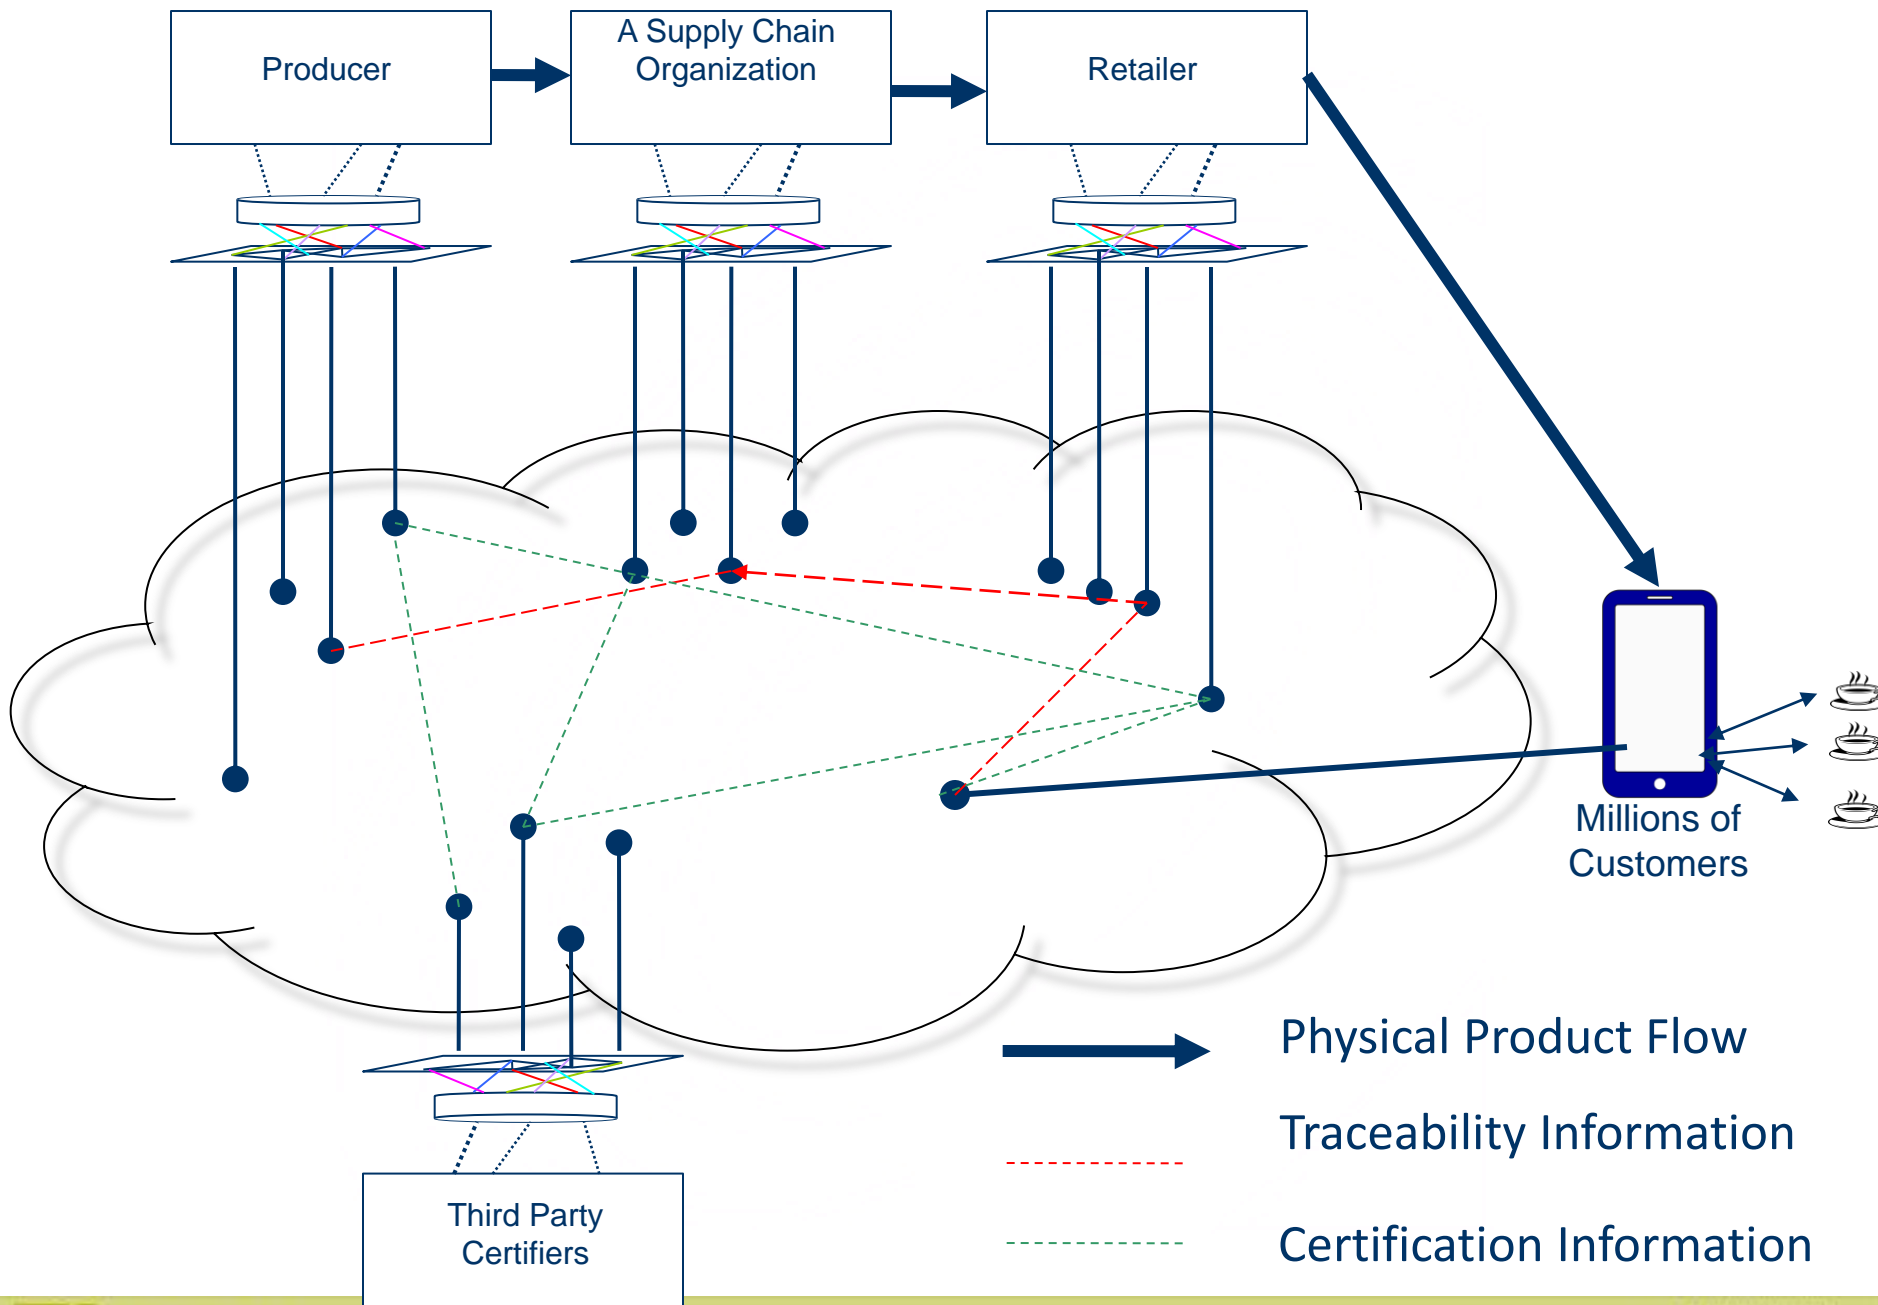 Producer
A Supply Chain
Organization
Retailer
Millions of
Customers
Physical Product Flow
Traceability Information
Certification Information
Third Party
Certifiers